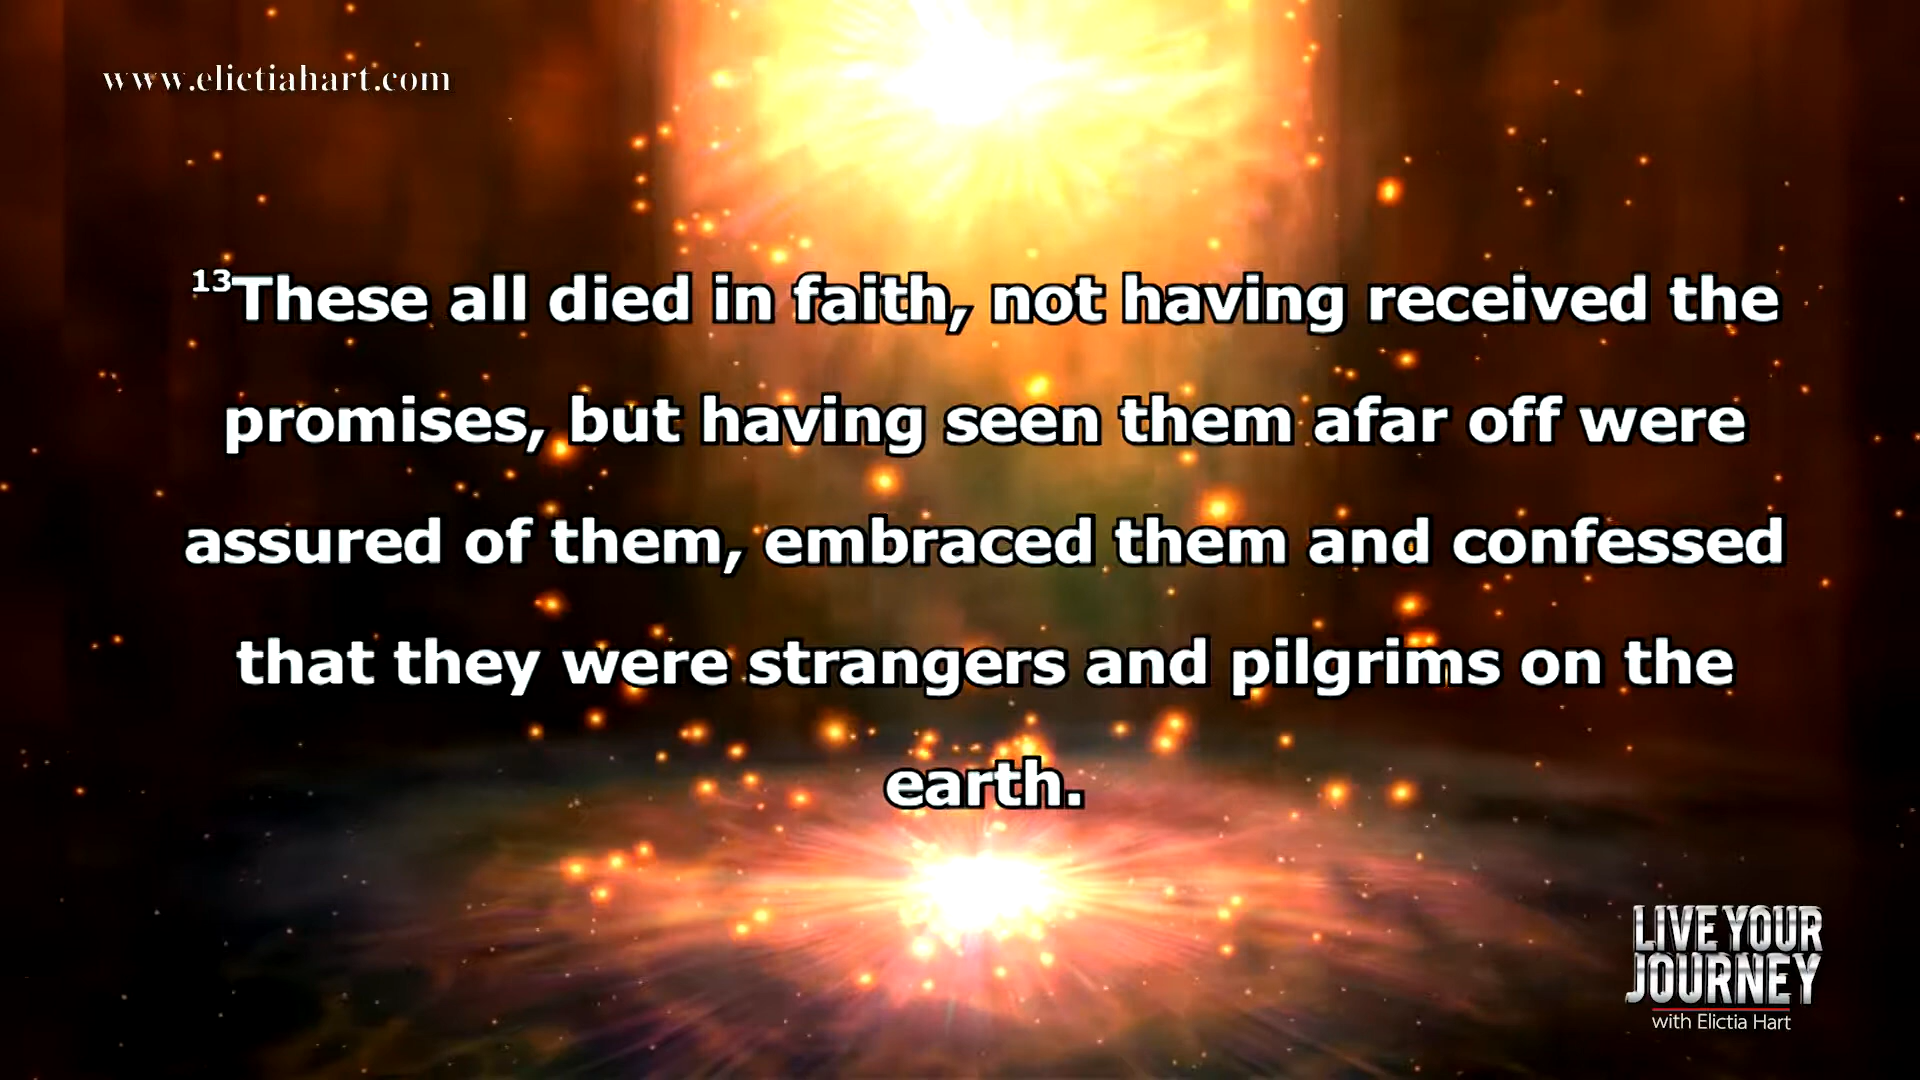 www.elictiahart.com
13These all died in faith, not having received the
promises, but having seen them afar off were
assured of them, embraced them and confessed
that they were strangers and pilgrims on the
earth.
LIVE YOUR
JOURNEY
with Elictia Hart